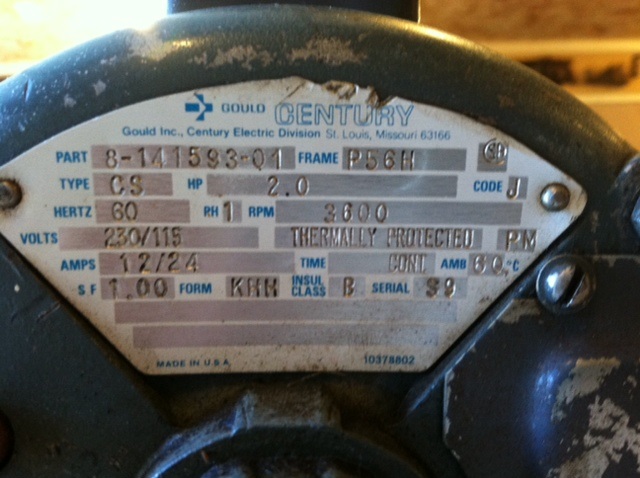 GOULD CENTURY
Gould Inc., Century Electric Division St. Louis, Missouri 63166
PART 8-141593-01 FRAME P56H
TYPE CS HP 2.0 CODE J
HERTZ 60 PH 1 RPM 3600
VOLTS 230/115 THERMALLY PROTECTED PM
AMPS 12/24 TIME CONT AMB 60 °C
S F 1.00 FORM KHH INSUL CLASS B SERIAL S9
MADE IN U.S.A. 10378802